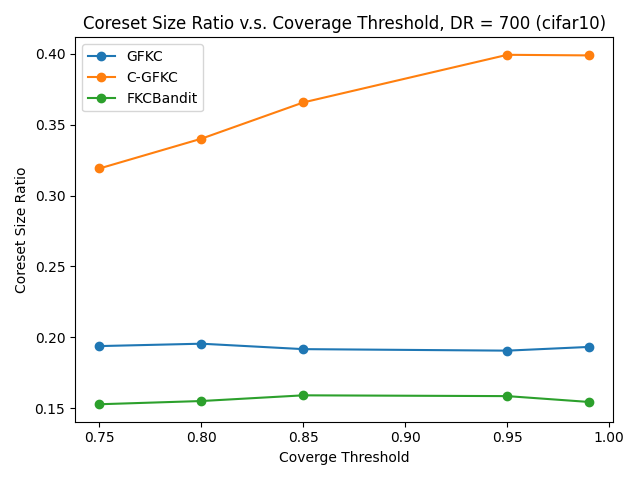 Coreset Size Ratio v.s. Coverage Threshold, DR = 700 (cifar10)
GFKC
C-GFKC
FKCBandit
Coreset Size Ratio
0.40
0.35
0.30
0.25
0.20
0.15
0.75 0.80 0.85 0.90 0.95 1.00
Coverge Threshold